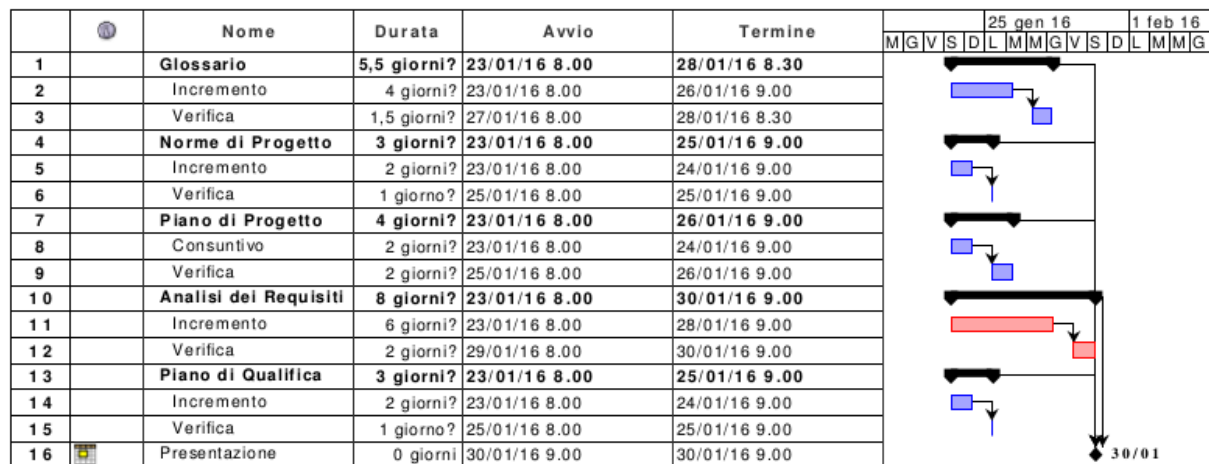 Nome Durata Avvio Termine 25 gen 16 1 feb 16
M G V S D L M M G V S D L M M G
1 Glossario 5,5 giorni? 23/01/16 8.00 28/01/16 8.30
2 Incremento 4 giorni? 23/01/16 8.00 26/01/16 9.00
3 Verifica 1,5 giorni? 27/01/16 8.00 28/01/16 8.30
4 Norme di Progetto 3 giorni? 23/01/16 8.00 25/01/16 9.00
5 Incremento 2 giorni? 23/01/16 8.00 24/01/16 9.00
6 Verifica 1 giorno? 25/01/16 8.00 25/01/16 9.00
7 Piano di Progetto 4 giorni? 23/01/16 8.00 26/01/16 9.00
8 Consuntivo 2 giorni? 23/01/16 8.00 24/01/16 9.00
9 Verifica 2 giorni? 25/01/16 8.00 26/01/16 9.00
10 Analisi dei Requisiti 8 giorni? 23/01/16 8.00 30/01/16 9.00
11 Incremento 6 giorni? 23/01/16 8.00 28/01/16 9.00
12 Verifica 2 giorni? 29/01/16 8.00 30/01/16 9.00
13 Piano di Qualifica 3 giorni? 23/01/16 8.00 25/01/16 9.00
14 Incremento 2 giorni? 23/01/16 8.00 24/01/16 9.00
15 Verifica 1 giorno? 25/01/16 8.00 25/01/16 9.00
16 Presentazione 0 giorni 30/01/16 9.00 30/01/16 9.00 30/01